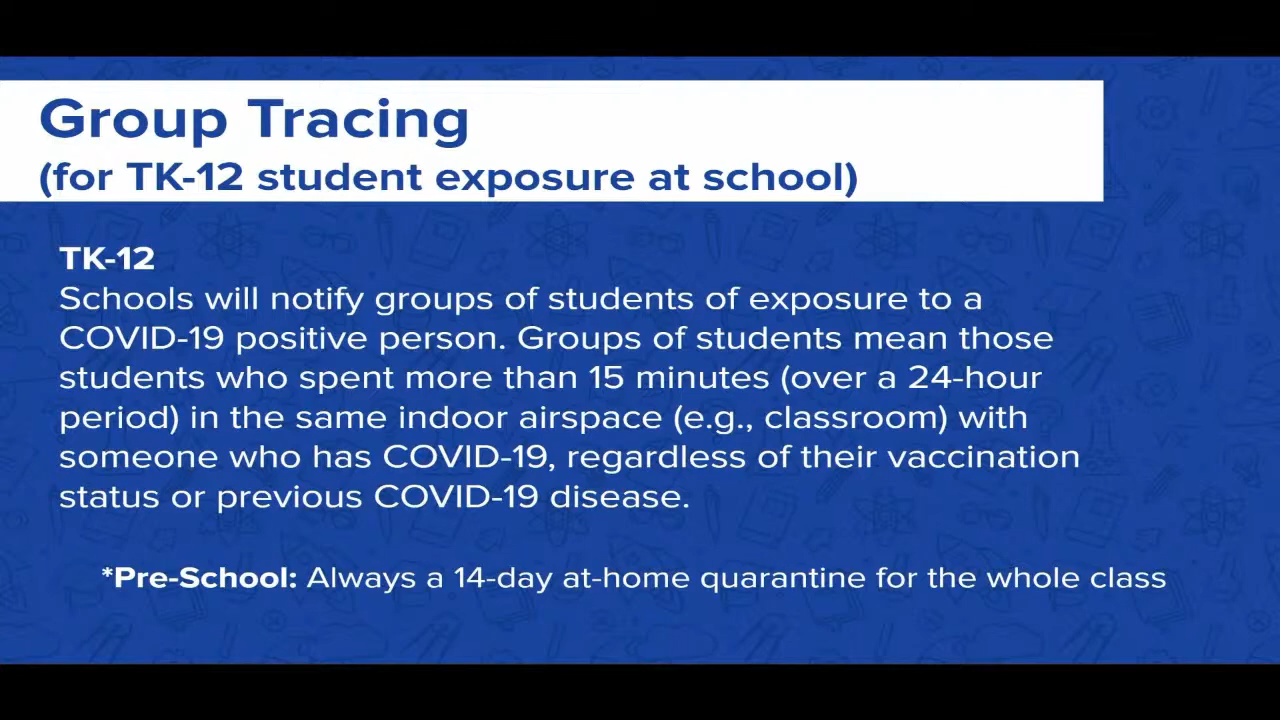 Group Tracing
(for TK-12 student exposure at school)
TK-12
Schools will notify groups of students of exposure to a
COVID-19 positive person. Groups of students mean those
students who spent more than 15 minutes (over a 24-hour
period) in the same indoor airspace (e.g., classroom) with
someone who has COVID-19, regardless of their vaccination
status or previous COVID-19 disease.
*Pre-School: Always a 14-day at-home quarantine for the whole class